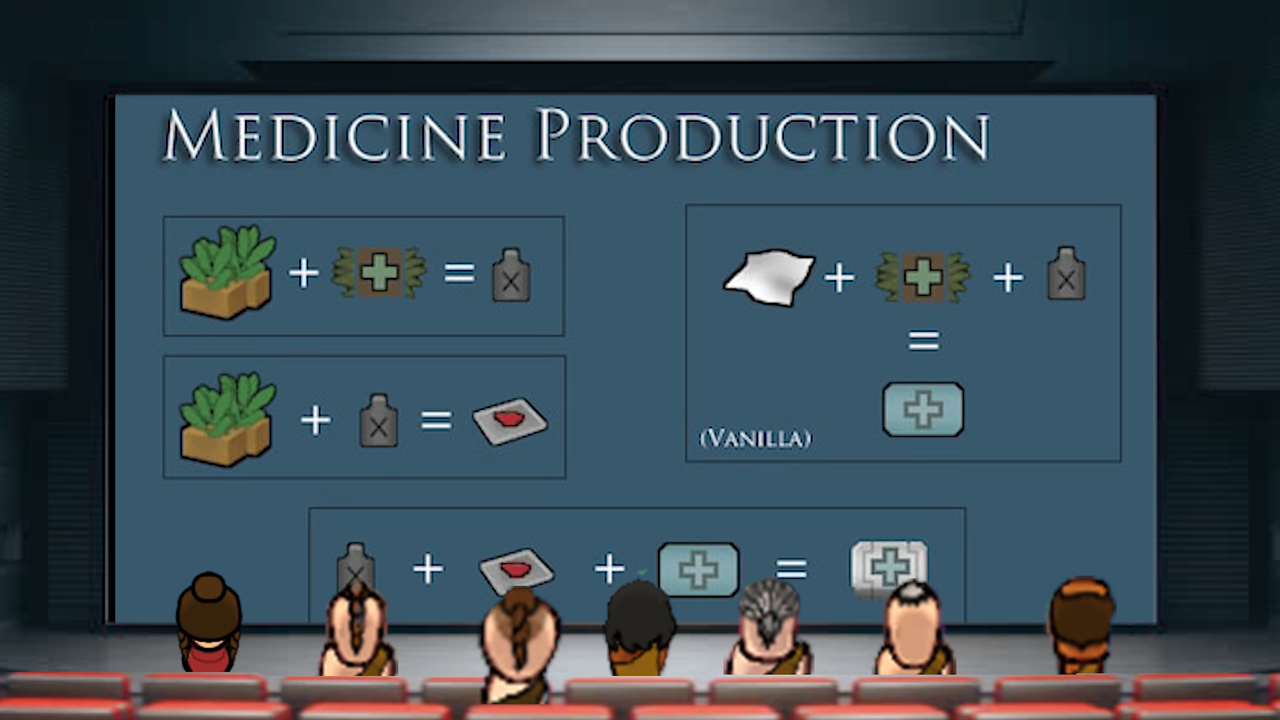 MEDICINE PRODUCTION
+ =
+ +
=
(VANILLA)
+ =
+ + =